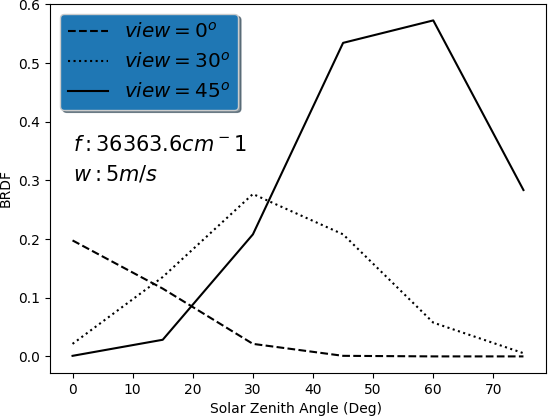 0.6
0.5
0.4
0.3
0.2
0.1
0.0
BRDF
view = 0°
view = 30°
view = 45°
f : 36363.6cm⁻1
w : 5m/s
0 10 20 30 40 50 60 70
Solar Zenith Angle (Deg)